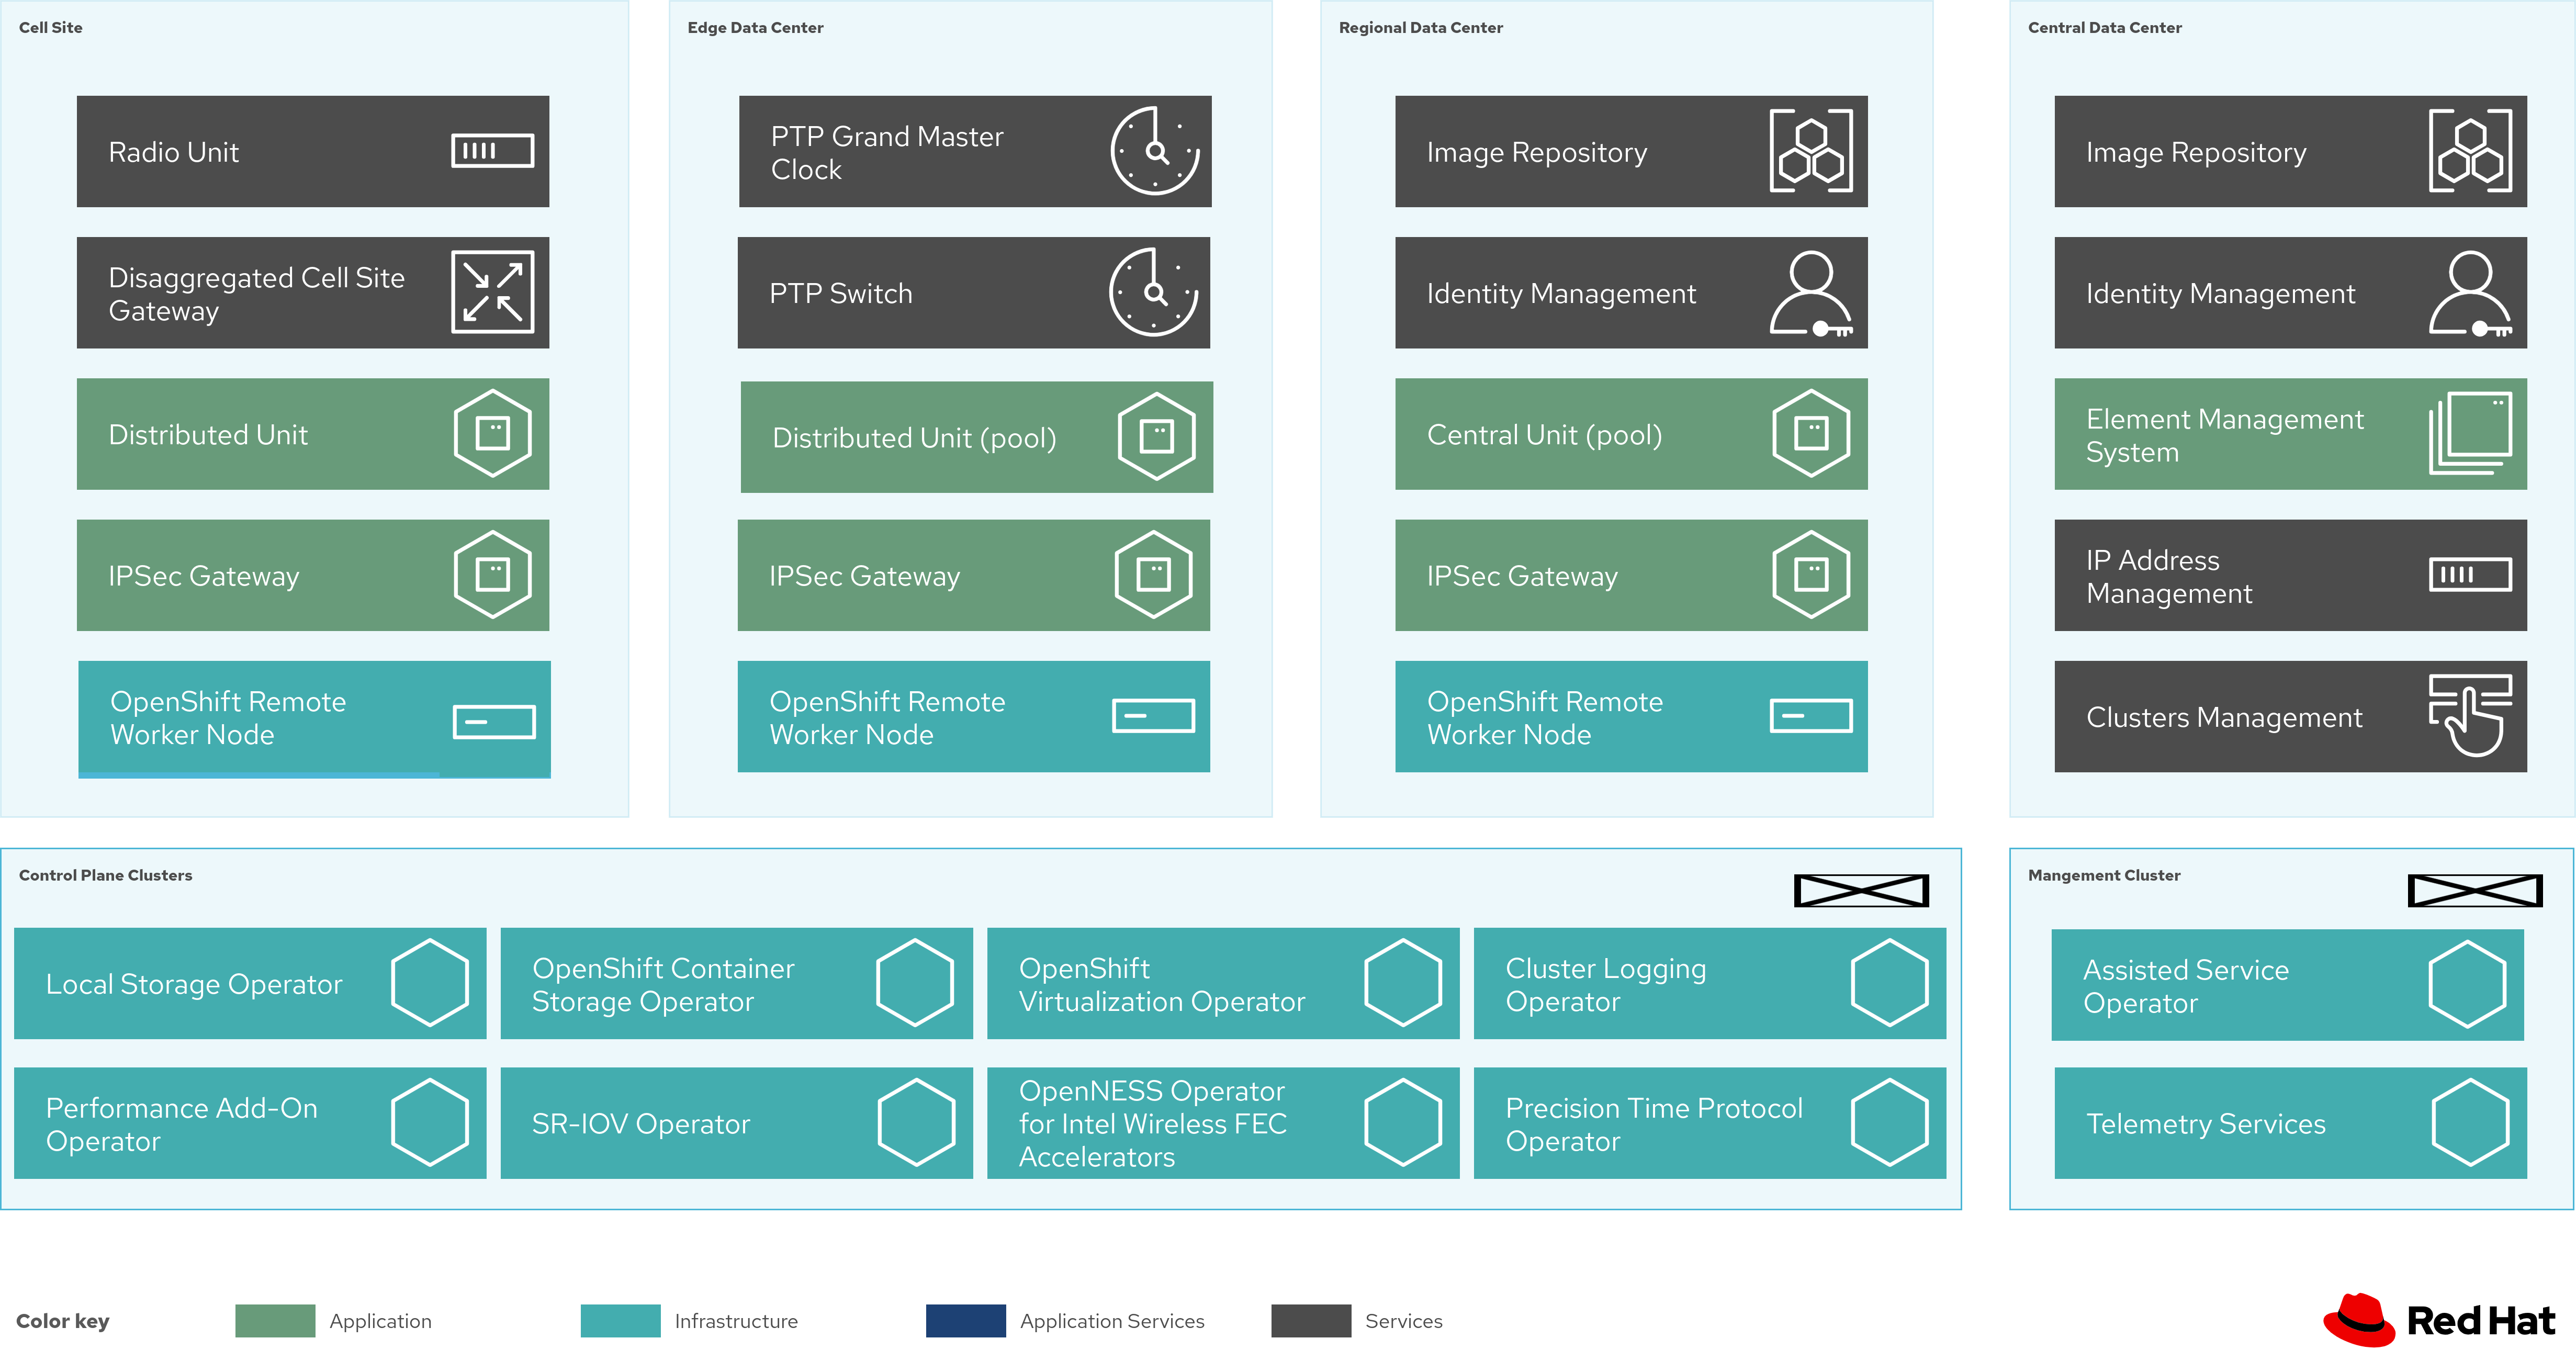 Cell Site
Radio Unit
Disaggregated Cell Site
Gateway
Distributed Unit
IPSec Gateway
OpenShift Remote
Worker Node
Edge Data Center
PTP Grand Master
Clock
PTP Switch
Distributed Unit (pool)
IPSec Gateway
OpenShift Remote
Worker Node
Regional Data Center
Image Repository
Identity Management
Central Unit (pool)
IPSec Gateway
OpenShift Remote
Worker Node
Central Data Center
Image Repository
Identity Management
Element Management
System
IP Address
Management
Clusters Management
Control Plane Clusters
Local Storage Operator
OpenShift Container
Storage Operator
OpenShift
Virtualization Operator
Cluster Logging
Operator
Performance Add-On
Operator
SR-IOV Operator
OpenNESS Operator
for Intel Wireless FEC
Accelerators
Precision Time Protocol
Operator
Mangement Cluster
Assisted Service
Operator
Telemetry Services
Color key
Application
Infrastructure
Application Services
Services
Red Hat